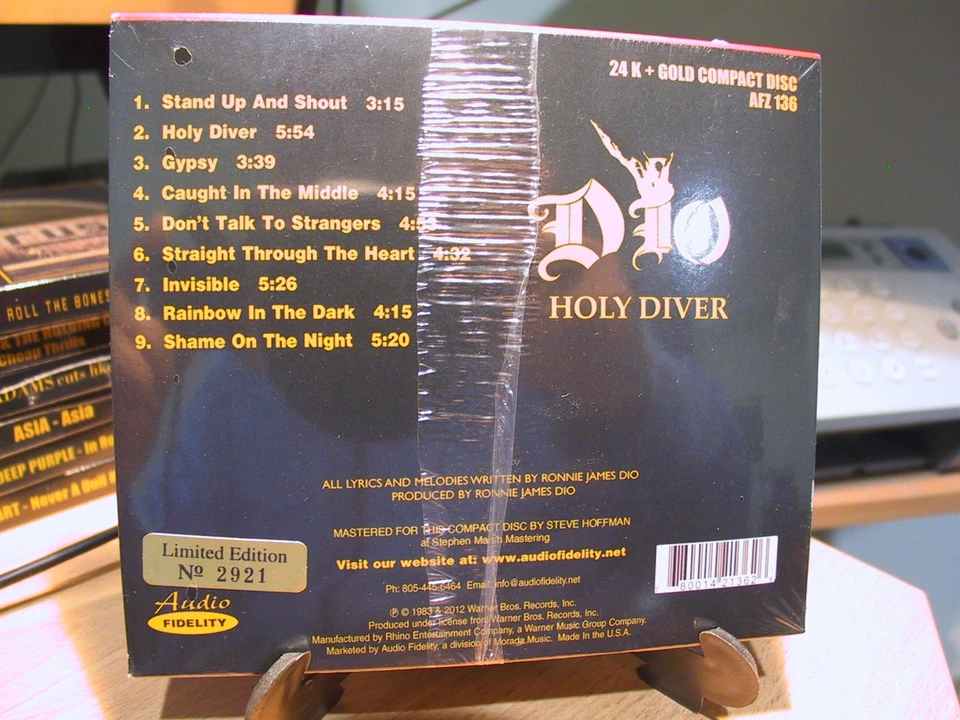 24 K + GOLD COMPACT DISC
AFZ 136
1. Stand Up And Shout 3:15
2. Holy Diver 5:54
3. Gypsy 3:39
4. Caught In The Middle 4:15
5. Don't Talk To Strangers
6. Straight Through The Heart 4:32
7. Invisible 5:26
8. Rainbow In The Dark 4:15
9. Shame On The Night 5:20
DIO
HOLY DIVER
ALL LYRICS AND MELODIES WRITTEN BY RONNIE JAMES DIO
PRODUCED BY RONNIE JAMES DIO
MASTERED FOR THIS COMPACT DISC BY STEVE HOFFMAN
at Stephen Marsh Mastering
Visit our website at: www.audiofidelity.net
Ph: 805-445-6464 Email: info@audiofidelity.net
℗ © 1983 & 2012 Warner Bros. Records, Inc.
Produced under license from Warner Bros. Records, Inc.
Manufactured by Rhino Entertainment Company, a Warner Music Group Company.
Marketed by Audio Fidelity, a division of Morada Music. Made In the U.S.A.
Limited Edition
Nº 2921
Audio
FIDELITY
80014 21362
ROLL THE BONES
Cheap Thrills
ADAMS cuts like
ASIA - Asia
DEEP PURPLE - In
Never A Dull